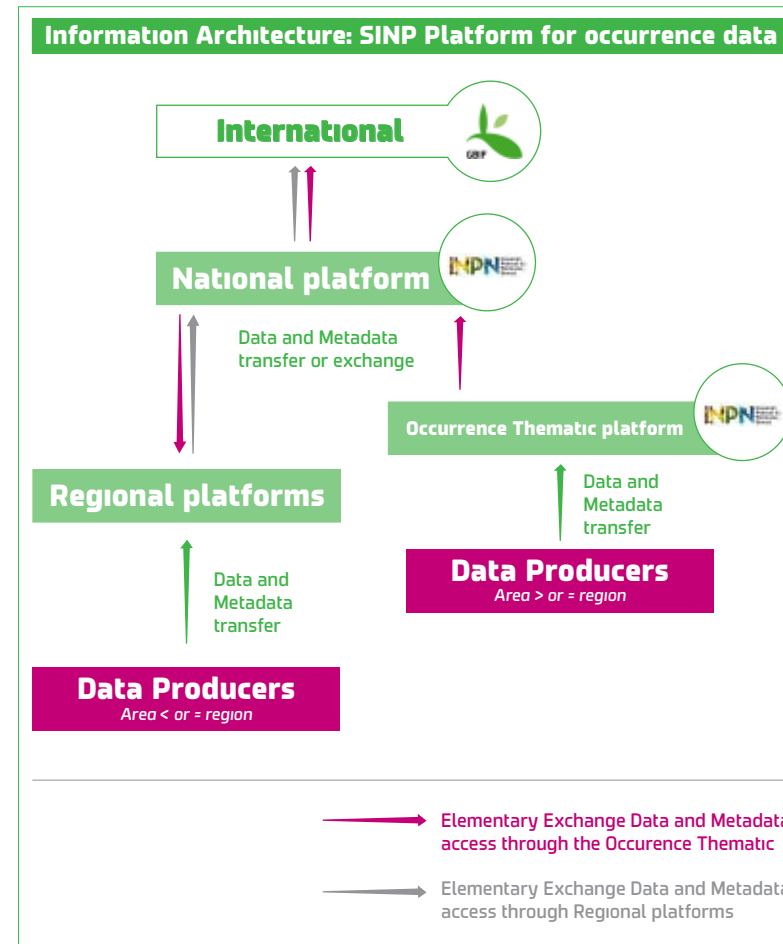 Information Architecture: SINP Platform for occurrence data
International
GBIF
National platform
INPN
Data and Metadata
transfer or exchange
Occurrence Thematic platform
INPN
Regional platforms
Data and
Metadata
transfer
Data Producers
Area > or = region
Data and
Metadata
transfer
Data Producers
Area < or = region
Elementary Exchange Data and Metadata
access through the Occurence Thematic
Elementary Exchange Data and Metadata
access through Regional platforms